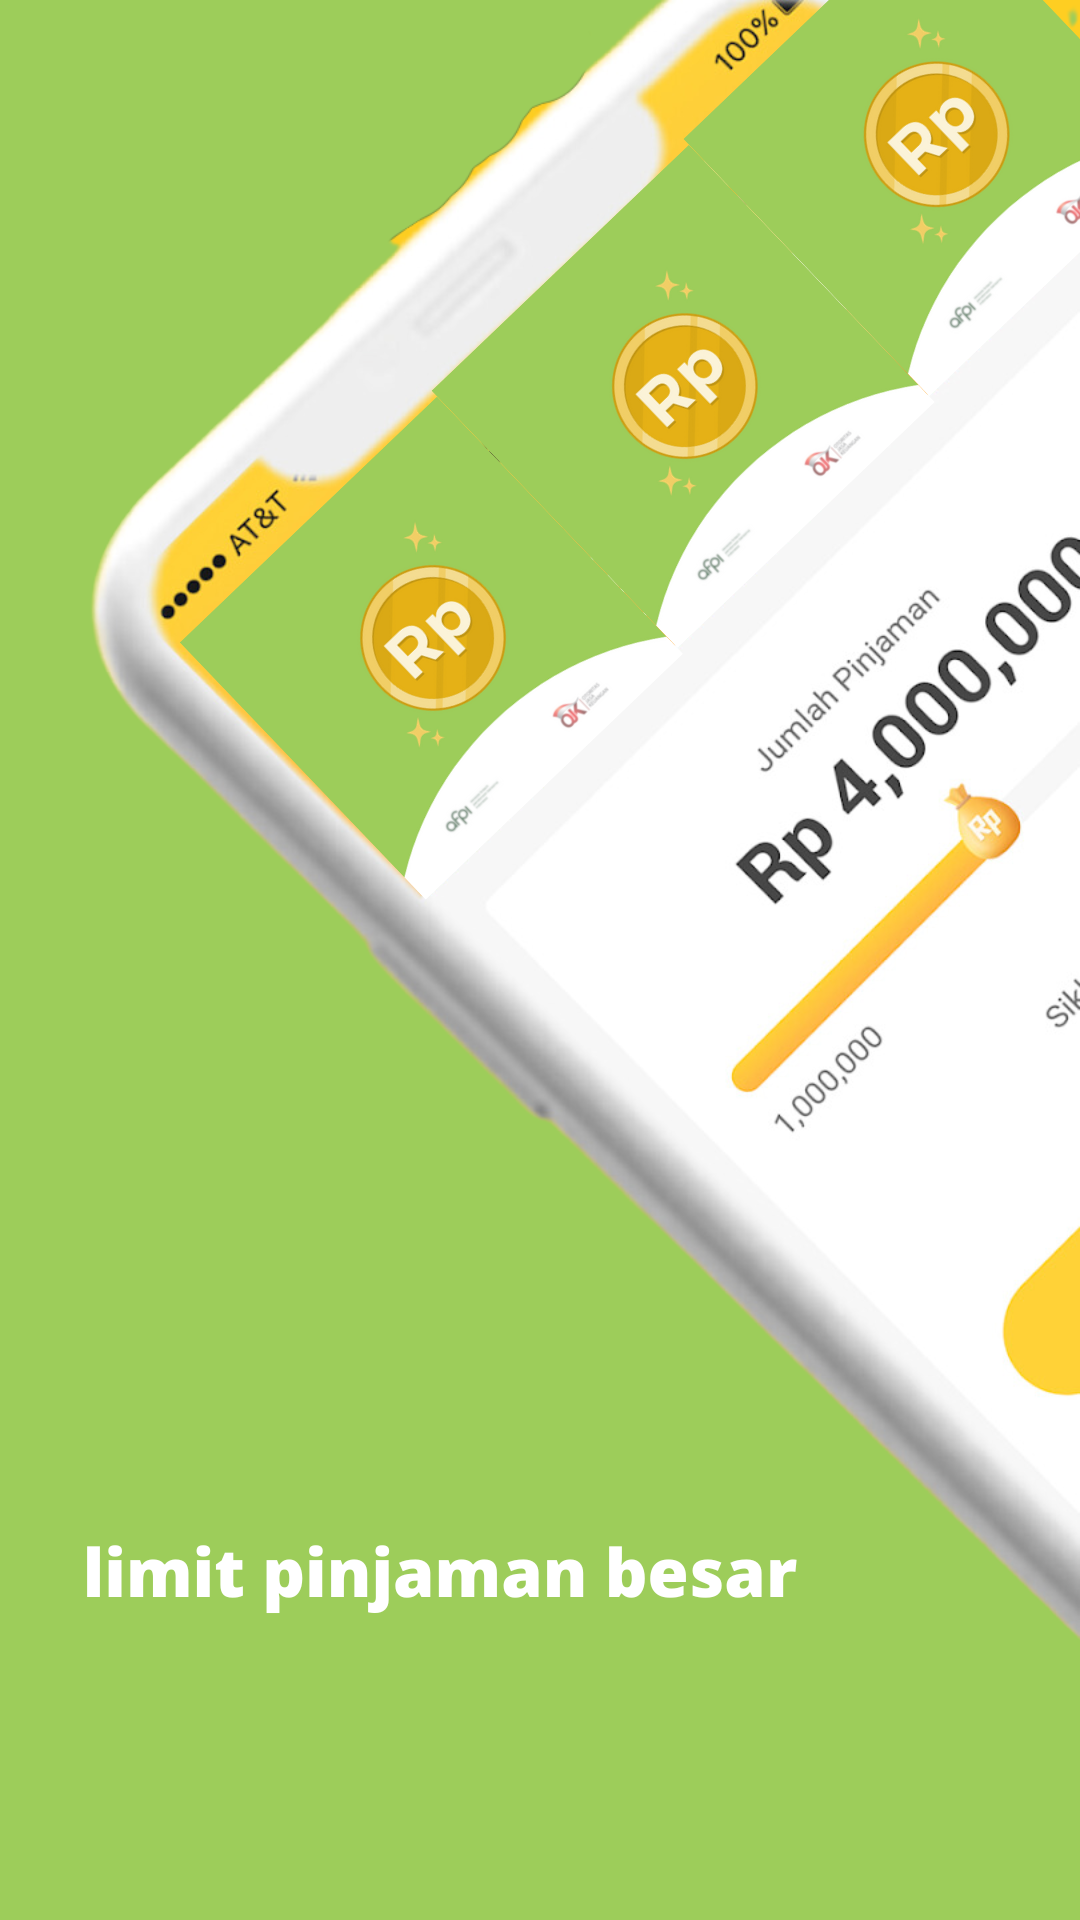 100%
AT&T
Rp
OJK
afpi
Rp
OJK
afpi
Rp
OJK
afpi
Jumlah Pinjaman
Rp 4,000,000
Rp
1,000,000
limit pinjaman besar